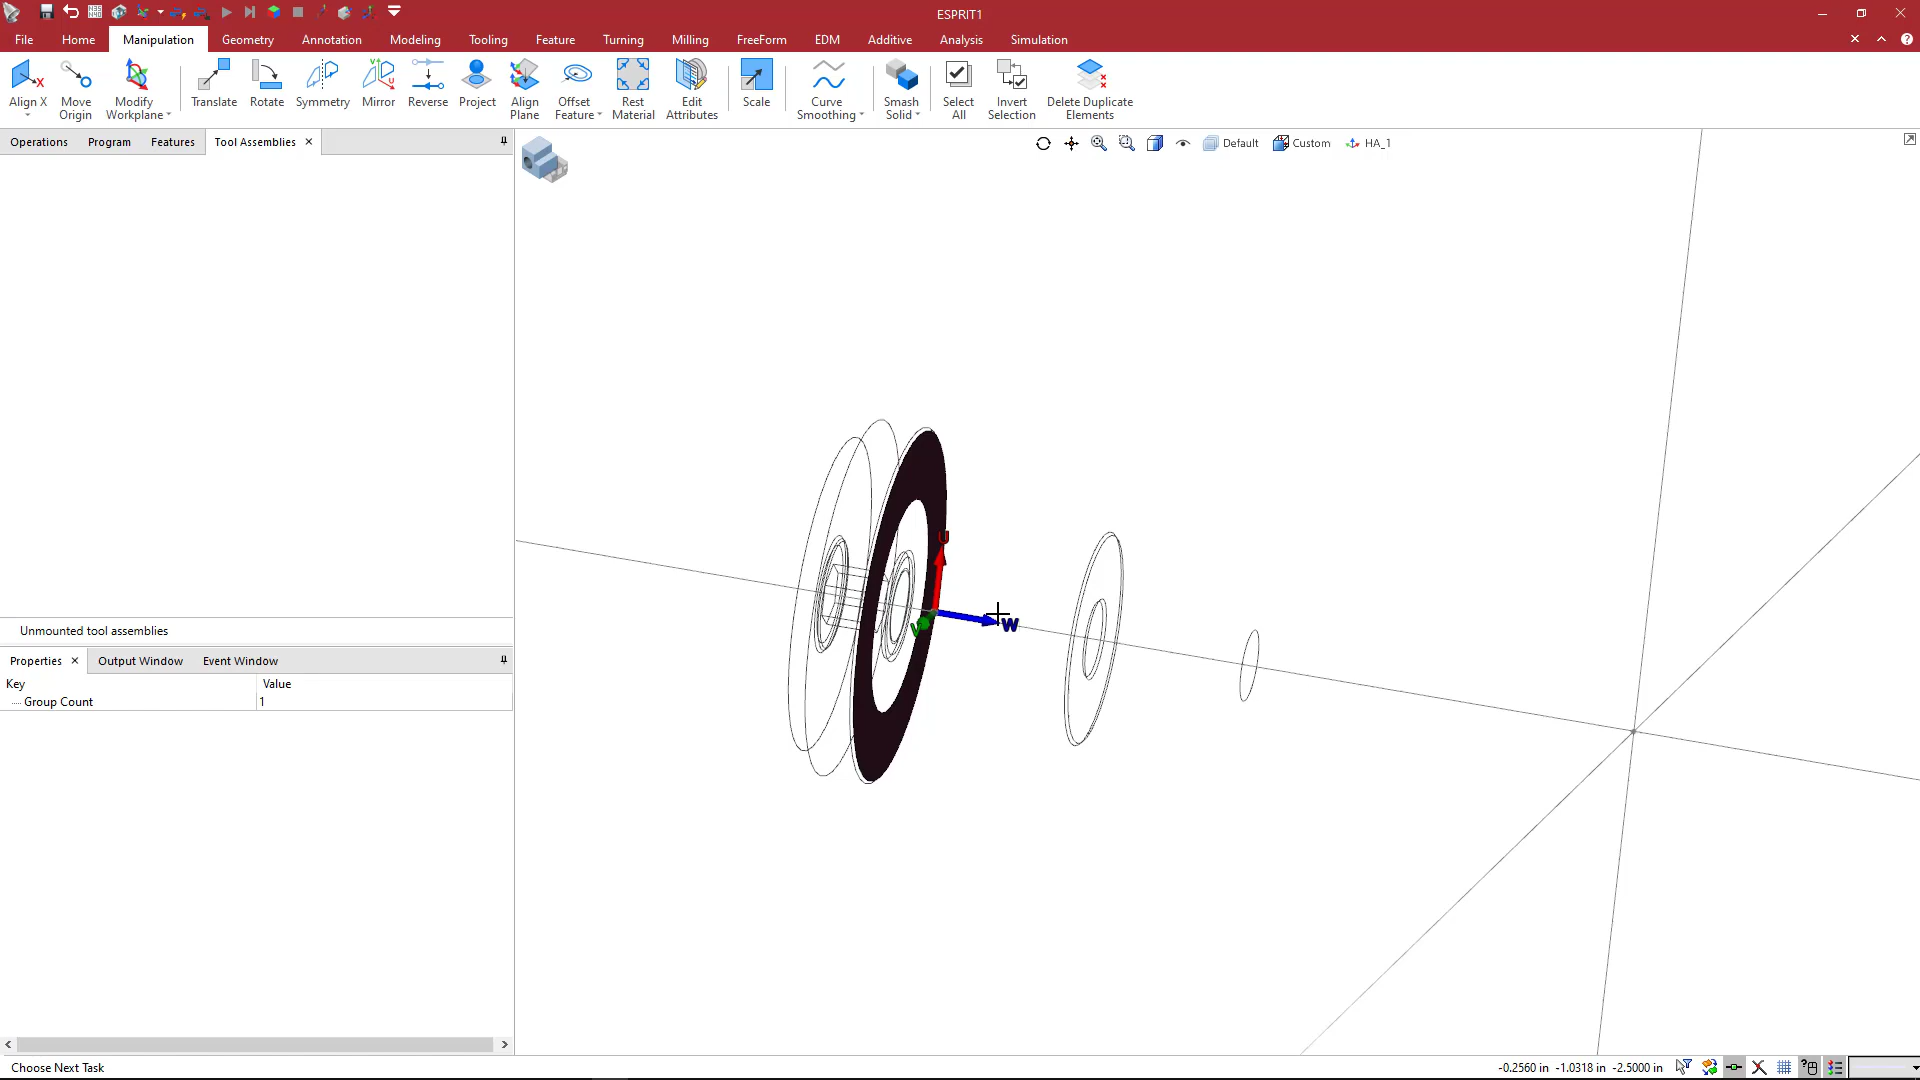 ESPRIT1
File Home Manipulation Geometry Annotation Modeling Tooling Feature Turning Milling FreeForm EDM Additive Analysis Simulation
Align X Move Origin Modify Workplane Translate Rotate Symmetry Mirror Reverse Project Align Plane Offset Feature Rest Material Edit Attributes Scale Curve Smoothing Smash Solid Select All Invert Selection Delete Duplicate Elements
Operations Program Features Tool Assemblies
Default Custom HA_1
U
W
V
Unmounted tool assemblies
Properties Output Window Event Window
Key Value
Group Count 1
Choose Next Task -0.2560 in -1.0318 in -2.5000 in